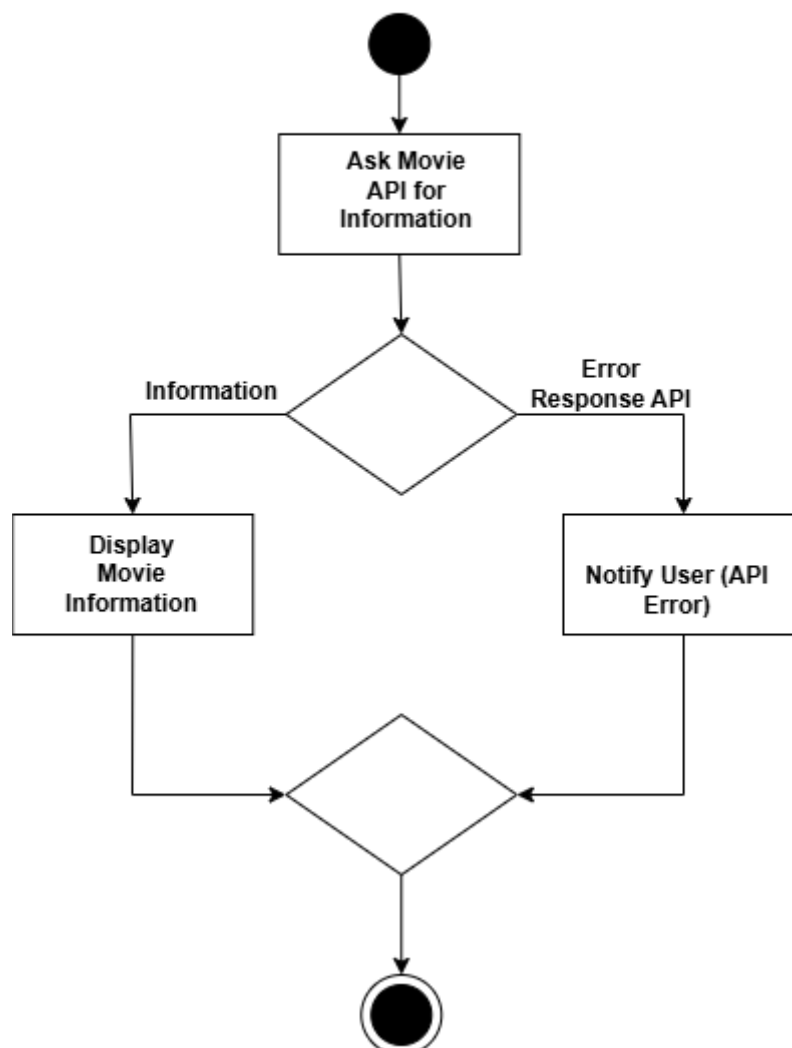 Ask Movie
API for
Information
Information
Error
Response API
Display
Movie
Information
Notify User (API
Error)